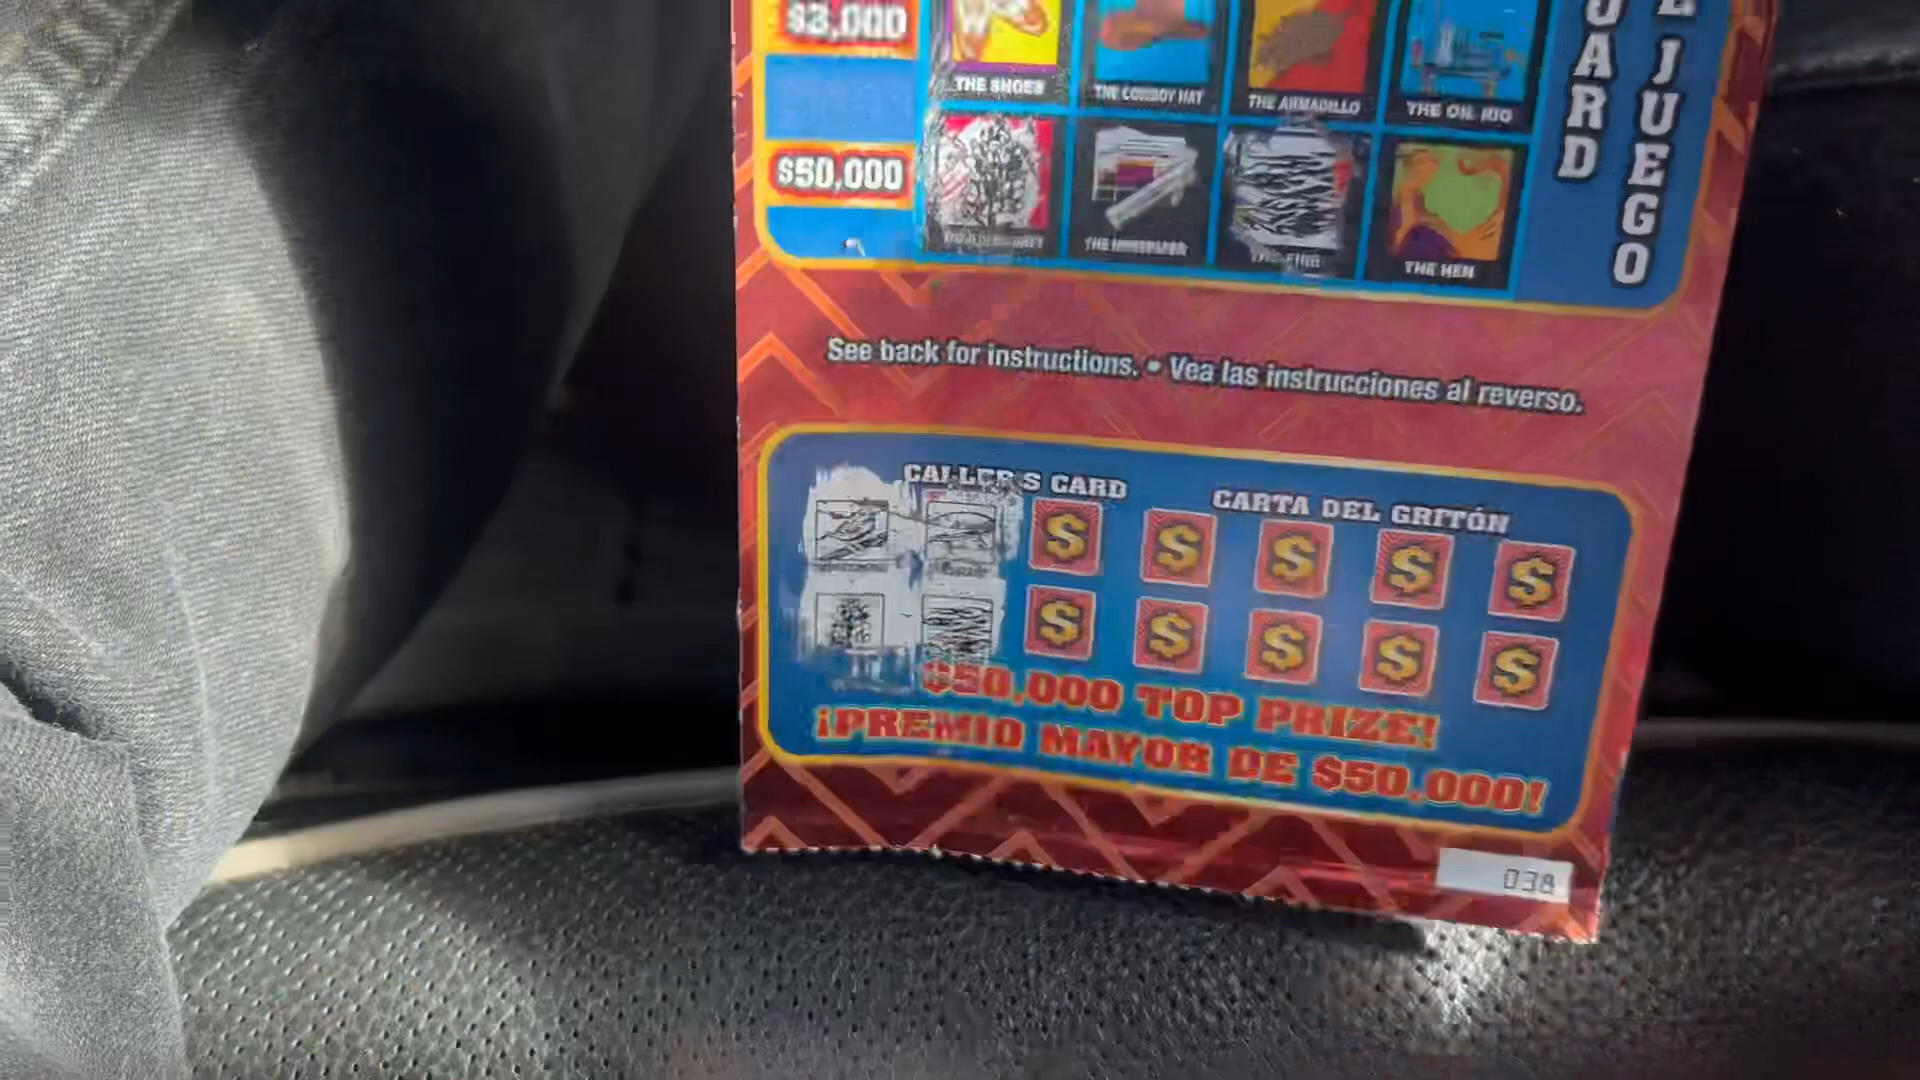 $3,000
THE SHOES
THE COWBOY HAT
THE ARMADILLO
THE OIL RIG
$50,000
THE FIRE
THE HEN
JUEGO
See back for instructions. • Vea las instrucciones al reverso.
CALLER'S CARD
CARTA DEL GRITÓN
$ $ $ $ $
$ $ $ $ $
$50,000 TOP PRIZE!
¡PREMIO MAYOR DE $50,000!
038